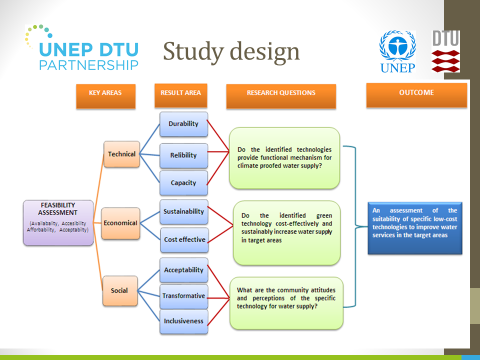 UNEP DTU
PARTNERSHIP
Study design
UNEP
DTU
KEY AREAS
RESULT AREA
RESEARCH QUESTIONS
OUTCOME
Durability
Technical
Relibility
Capacity
Do the identified technologies
provide functional mechanism for
climate proofed water supply?
FEASIBILITY
ASSESSMENT
(Availability, Accesibility
Affordability, Acceptability)
Economical
Sustainability
Cost effective
Do the identified green
technology cost-effectively and
sustainably increase water supply
in target areas
An assessment of the
suitability of specific low-cost
technologies to improve water
services in the target areas
Social
Acceptability
Transformative
Inclusiveness
What are the community attitudes
and perceptions of the specific
technology for water supply?